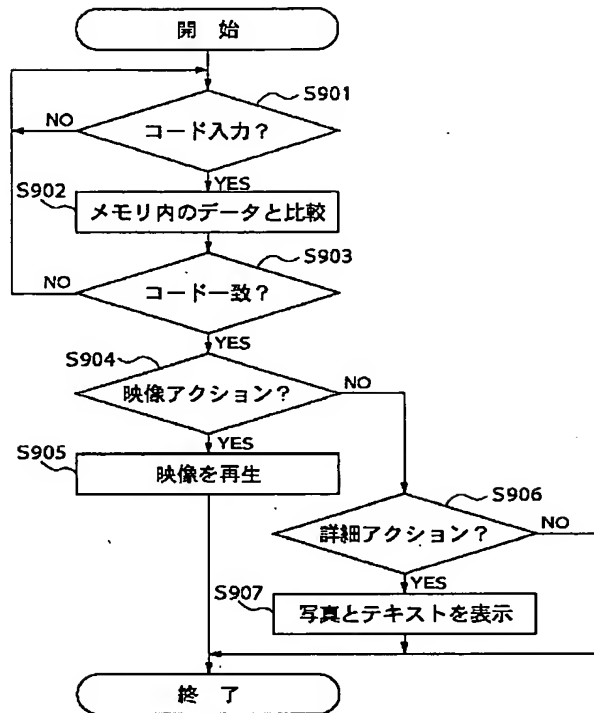 開 始
S901
コード入力?
NO
YES
S902
メモリ内のデータと比較
S903
コード一致?
NO
YES
S904
映像アクション?
NO
YES
S905
映像を再生
S906
詳細アクション?
NO
YES
S907
写真とテキストを表示
終 了